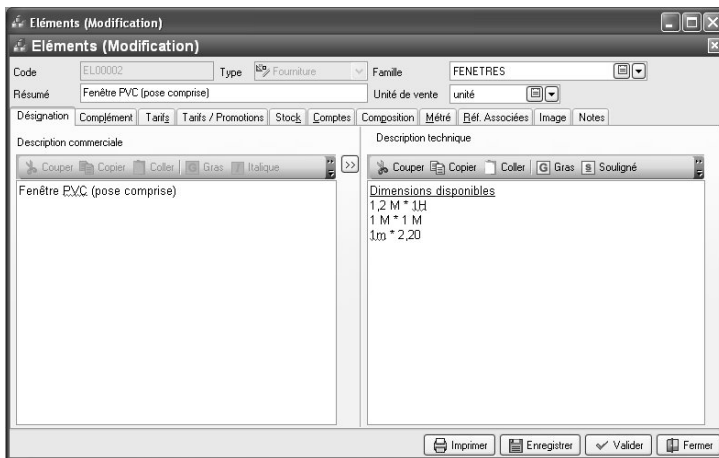 Eléments (Modification)
Eléments (Modification)
Code EL00002 Type Fourniture Famille FENETRES
Résumé Fenêtre PVC (pose comprise) Unité de vente unité
Désignation Complément Tarifs Tarifs / Promotions Stock Comptes Composition Métré Réf. Associées Image Notes
Description commerciale Description technique
Couper Copier Coller G Gras I Italique >> Couper Copier Coller G Gras s Souligné
Fenêtre PVC (pose comprise) Dimensions disponibles
1,2 M * 1H
1 M * 1 M
1m * 2,20
Imprimer Enregistrer Valider Fermer